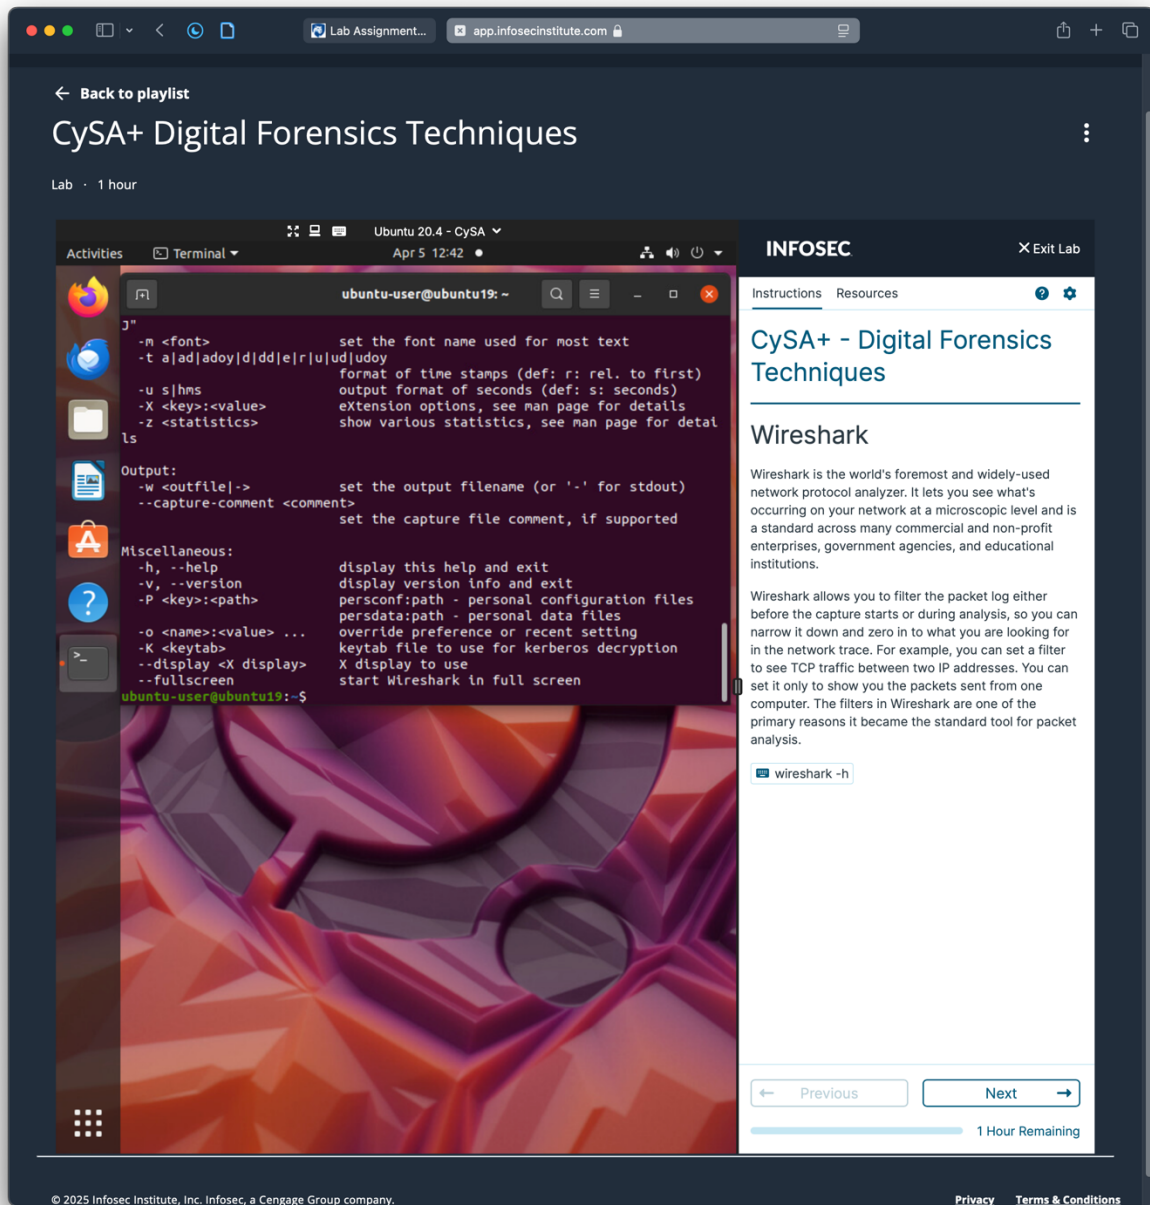 Lab Assignment...
app.infosecinstitute.com
Back to playlist
CySA+ Digital Forensics Techniques
Lab · 1 hour
Ubuntu 20.4 - CySA
Activities
Terminal
Apr 5 12:42
ubuntu-user@ubuntu19: ~
J"
-m <font> set the font name used for most text
-t a|ad|adoy|d|dd|e|r|u|ud|udoy
format of time stamps (def: r: rel. to first)
-u s|hms output format of seconds (def: s: seconds)
-X <key>:<value> eXtension options, see man page for details
-z <statistics> show various statistics, see man page for detai
ls
Output:
-w <outfile|-> set the output filename (or '-' for stdout)
--capture-comment <comment>
set the capture file comment, if supported
Miscellaneous:
-h, --help display this help and exit
-v, --version display version info and exit
-P <key>:<path> persconf:path - personal configuration files
persdata:path - personal data files
-o <name>:<value> ... override preference or recent setting
-K <keytab> keytab file to use for kerberos decryption
--display <X display> X display to use
--fullscreen start Wireshark in full screen
ubuntu-user@ubuntu19:~$
INFOSEC
Exit Lab
Instructions
Resources
CySA+ - Digital Forensics
Techniques
Wireshark
Wireshark is the world's foremost and widely-used
network protocol analyzer. It lets you see what's
occurring on your network at a microscopic level and is
a standard across many commercial and non-profit
enterprises, government agencies, and educational
institutions.
Wireshark allows you to filter the packet log either
before the capture starts or during analysis, so you can
narrow it down and zero in to what you are looking for
in the network trace. For example, you can set a filter
to see TCP traffic between two IP addresses. You can
set it only to show you the packets sent from one
computer. The filters in Wireshark are one of the
primary reasons it became the standard tool for packet
analysis.
wireshark -h
Previous
Next
1 Hour Remaining
© 2025 Infosec Institute, Inc. Infosec, a Cengage Group company.
Privacy
Terms & Conditions